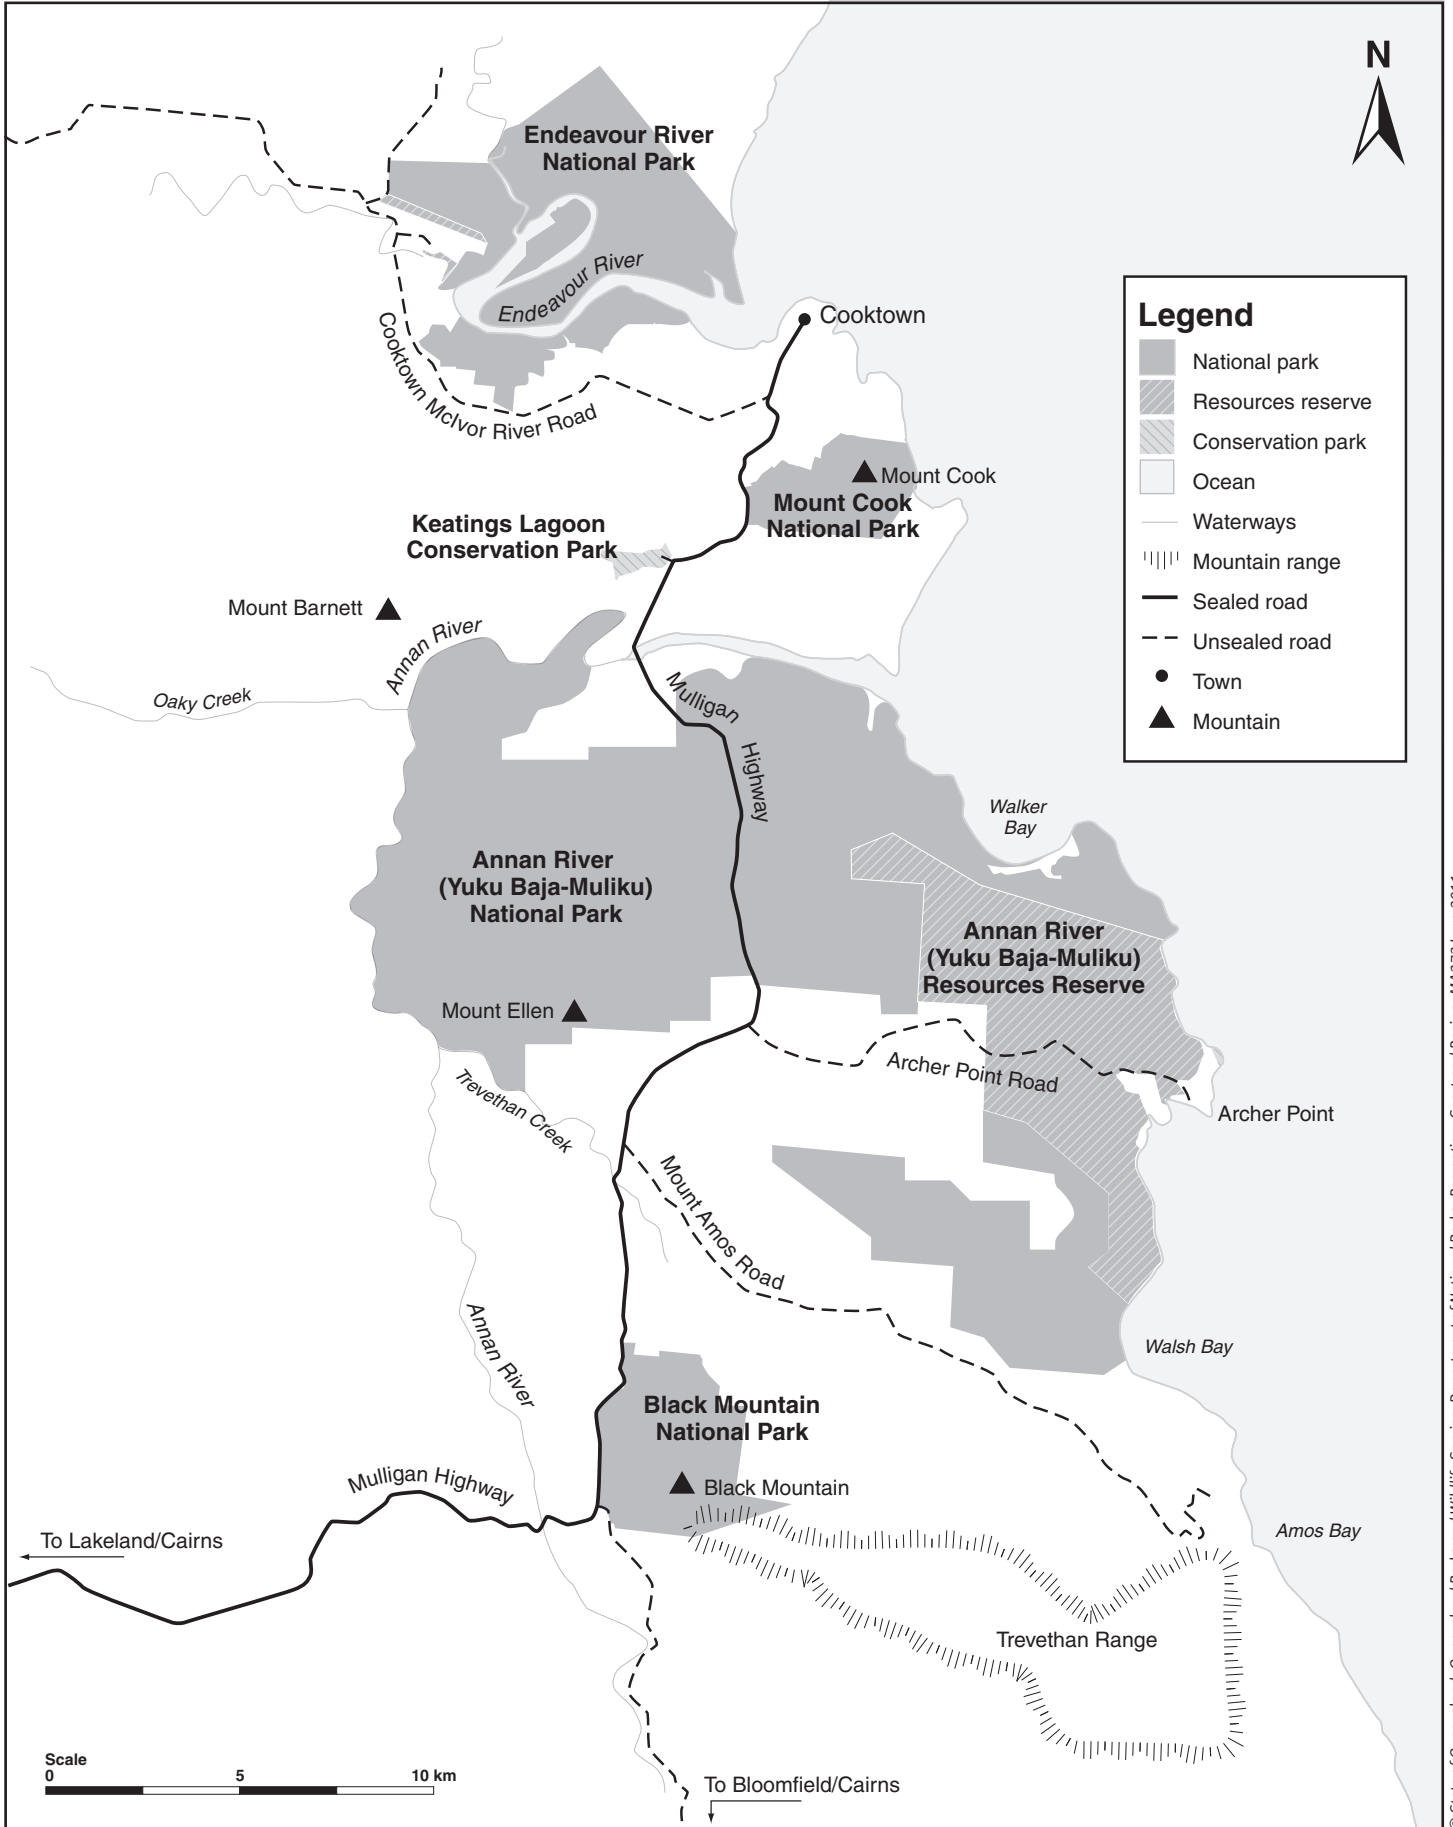 N
Endeavour River
National Park
Endeavour River
Cooktown
Cooktown McIvor River Road
Legend
National park
Resources reserve
Conservation park
Ocean
Waterways
Mountain range
Sealed road
Unsealed road
Town
Mountain
Mount Cook
Mount Cook
National Park
Keatings Lagoon
Conservation Park
Mount Barnett
Annan River
Oaky Creek
Mulligan
Highway
Walker
Bay
Annan River
(Yuku Baja-Muliku)
National Park
Annan River
(Yuku Baja-Muliku)
Resources Reserve
Mount Ellen
Archer Point Road
Trevethan Creek
Archer Point
Mount Amos Road
Annan River
Walsh Bay
Black Mountain
National Park
Mulligan Highway
Black Mountain
To Lakeland/Cairns
Amos Bay
Trevethan Range
Scale
0 5 10 km
To Bloomfield/Cairns